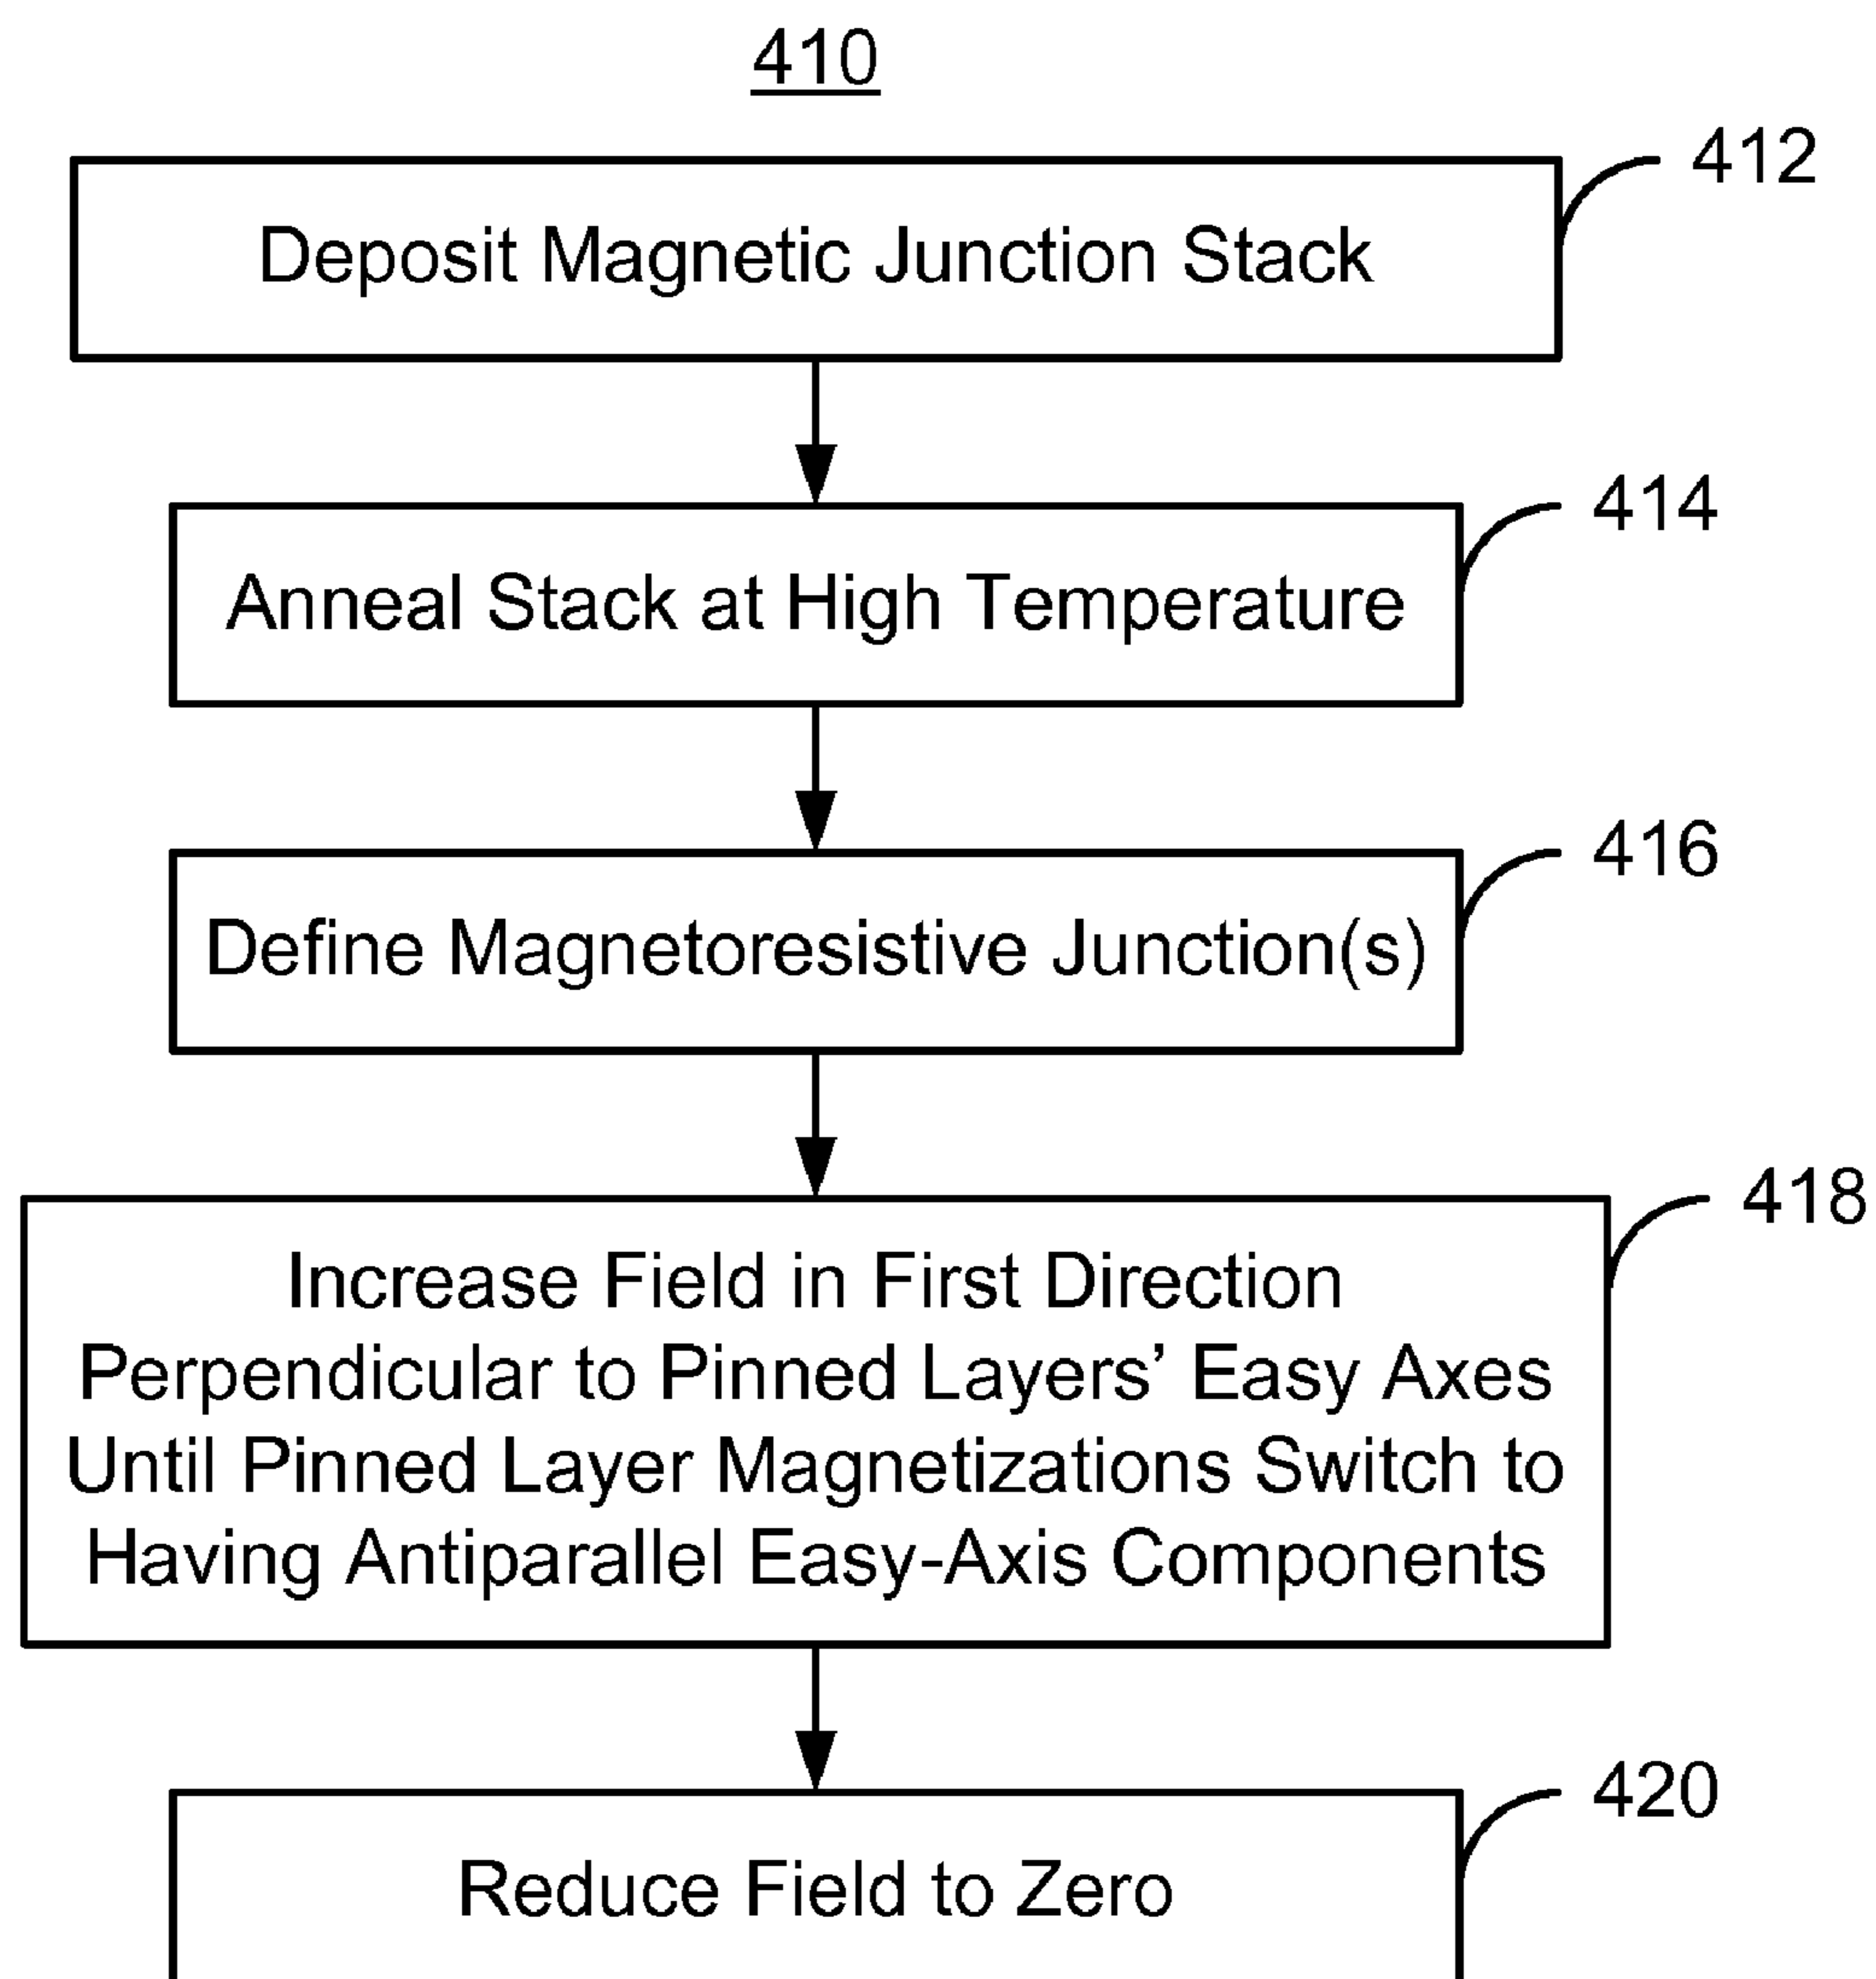 410
412
Deposit Magnetic Junction Stack
414
Anneal Stack at High Temperature
416
Define Magnetoresistive Junction(s)
418
Increase Field in First Direction
Perpendicular to Pinned Layers’ Easy Axes
Until Pinned Layer Magnetizations Switch to
Having Antiparallel Easy-Axis Components
420
Reduce Field to Zero